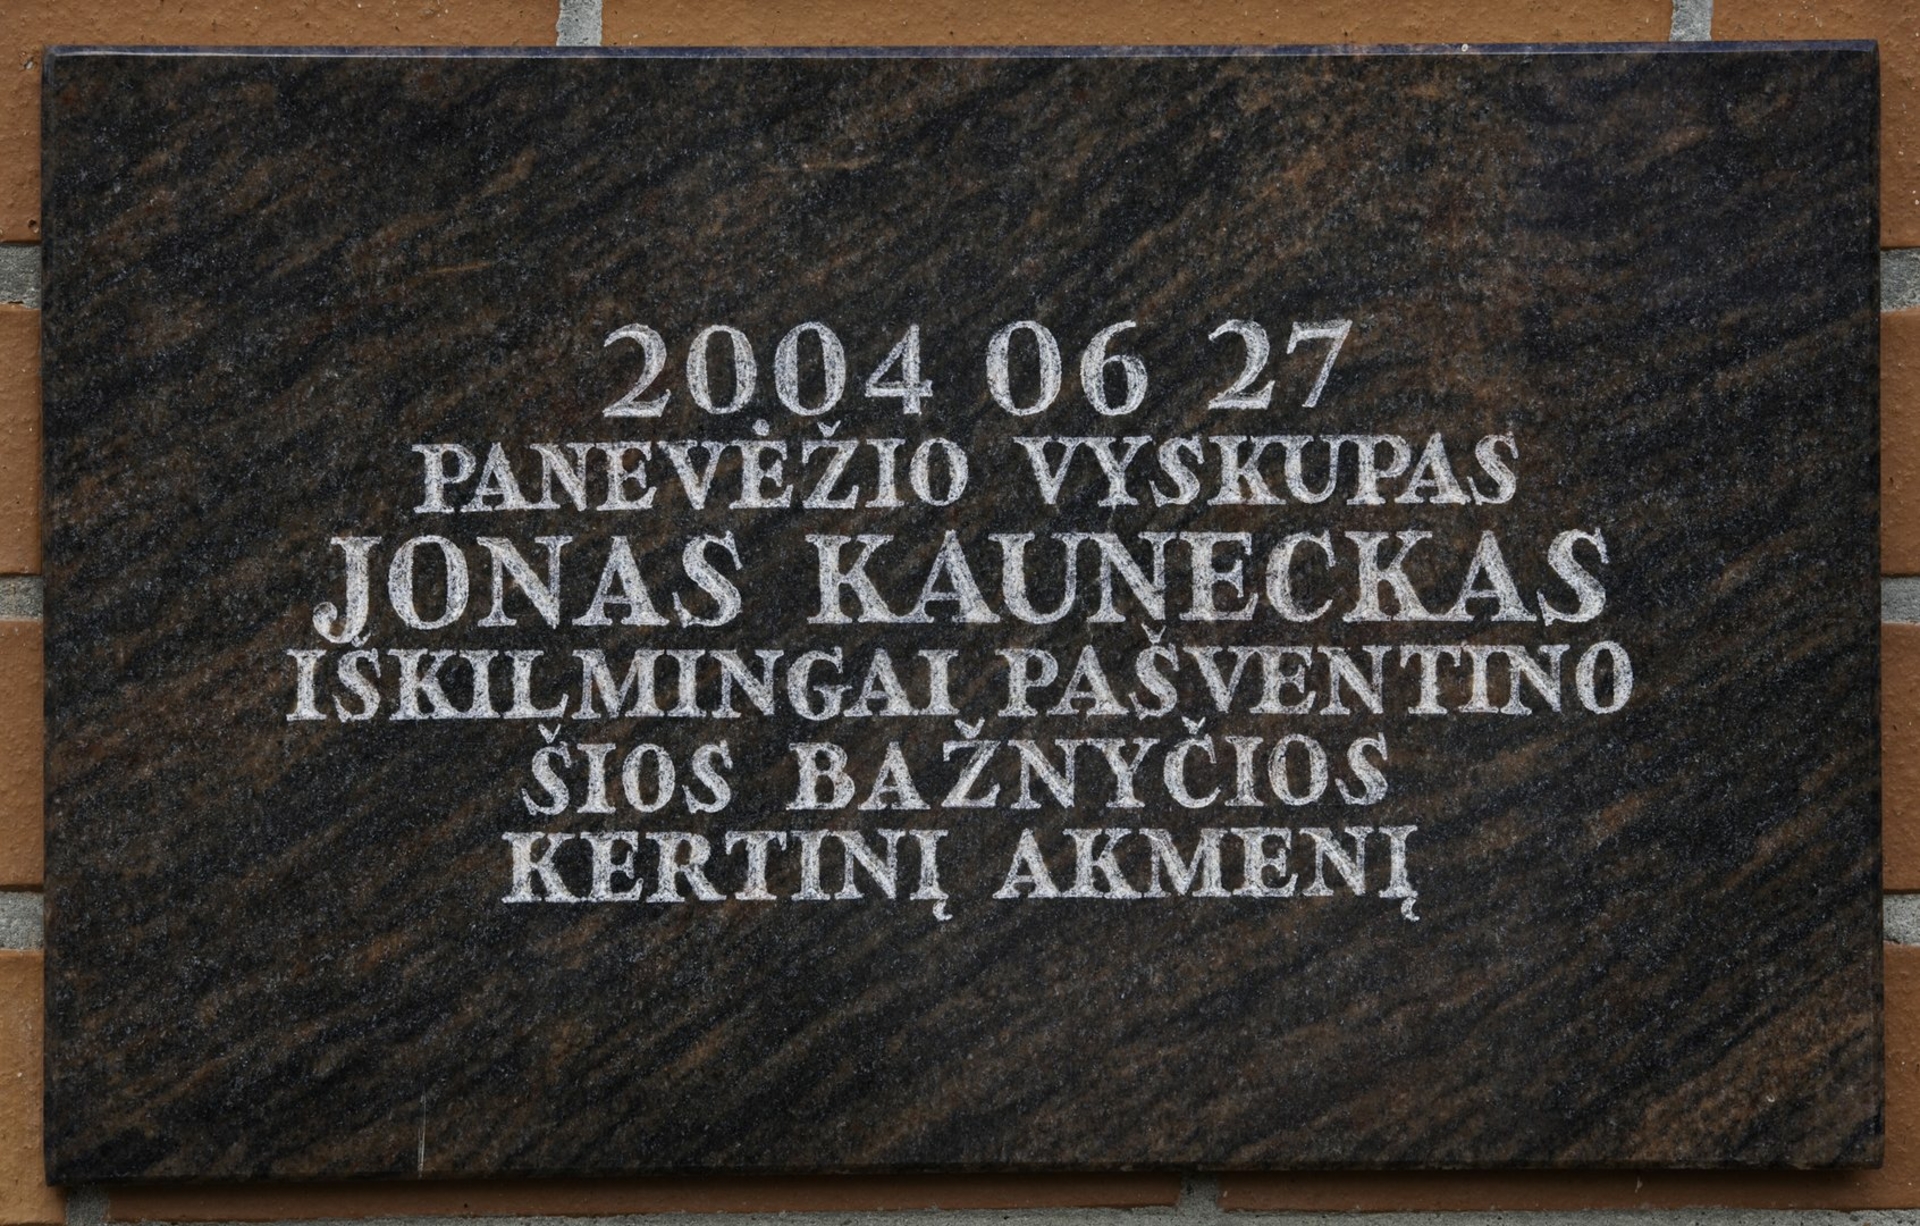 2004 06 27
PANEVĖŽIO VYSKUPAS
JONAS KAUNECKAS
IŠKILMINGAI PAŠVENTINO
ŠIOS BAŽNYČIOS
KERTINĮ AKMENĮ